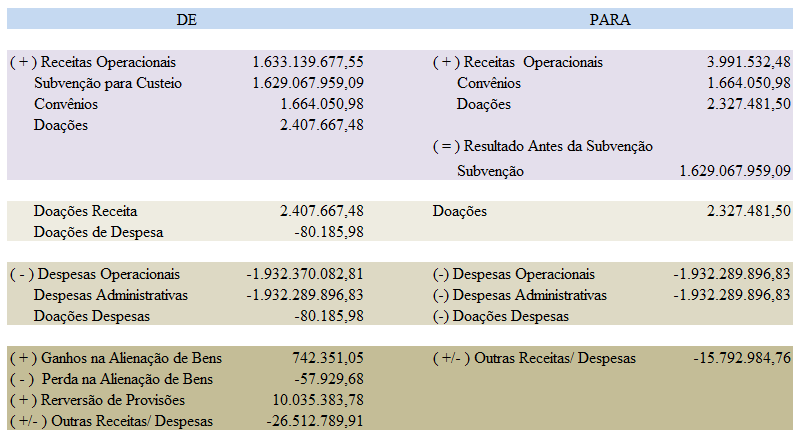 DE PARA
( + ) Receitas Operacionais 1.633.139.677,55 ( + ) Receitas Operacionais 3.991.532,48
Subvenção para Custeio 1.629.067.959,09 Convênios 1.664.050,98
Convênios 1.664.050,98 Doações 2.327.481,50
Doações 2.407.667,48
( = ) Resultado Antes da Subvenção
Subvenção 1.629.067.959,09
Doações Receita 2.407.667,48 Doações 2.327.481,50
Doações de Despesa -80.185,98
( - ) Despesas Operacionais -1.932.370.082,81 (-) Despesas Operacionais -1.932.289.896,83
Despesas Administrativas -1.932.289.896,83 (-) Despesas Administrativas -1.932.289.896,83
Doações Despesas -80.185,98 (-) Doações Despesas
( + ) Ganhos na Alienação de Bens 742.351,05 ( +/- ) Outras Receitas/ Despesas -15.792.984,76
( - ) Perda na Alienação de Bens -57.929,68
( + ) Rerversão de Provisões 10.035.383,78
( +/- ) Outras Receitas/ Despesas -26.512.789,91